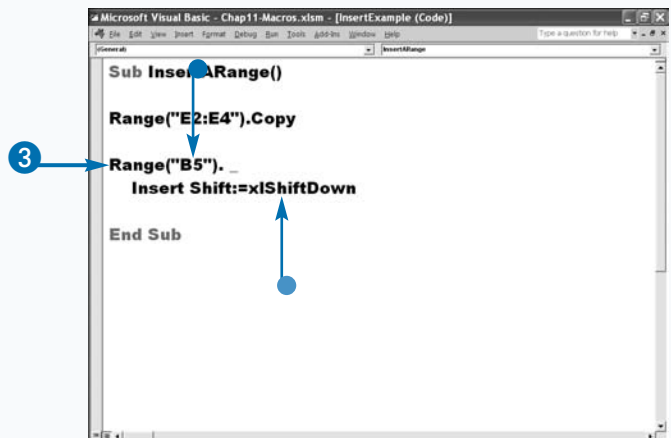 Microsoft Visual Basic - Chap11-Macros.xlsm - [InsertExample (Code)]
File Edit View Insert Format Debug Run Tools Add-Ins Window Help
Type a question for help
(General)
InsertARange
Sub InsertARange()
Range("E2:E4").Copy
3
Range("B5"). _
Insert Shift:=xlShiftDown
End Sub